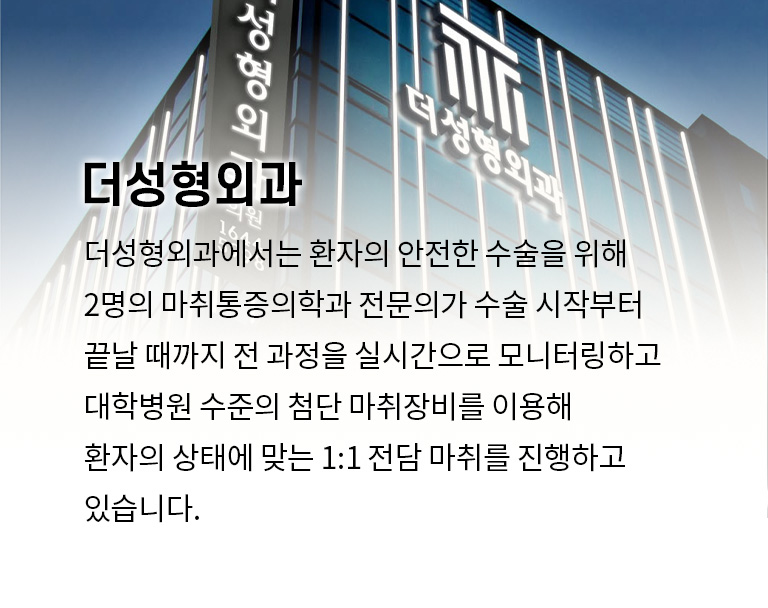 성형외과
더성형외과
더성형외과
의원
더성형외과에서는 환자의 안전한 수술을 위해
2명의 마취통증의학과 전문의가 수술 시작부터
끝날 때까지 전 과정을 실시간으로 모니터링하고
대학병원 수준의 첨단 마취장비를 이용해
환자의 상태에 맞는 1:1 전담 마취를 진행하고
있습니다.